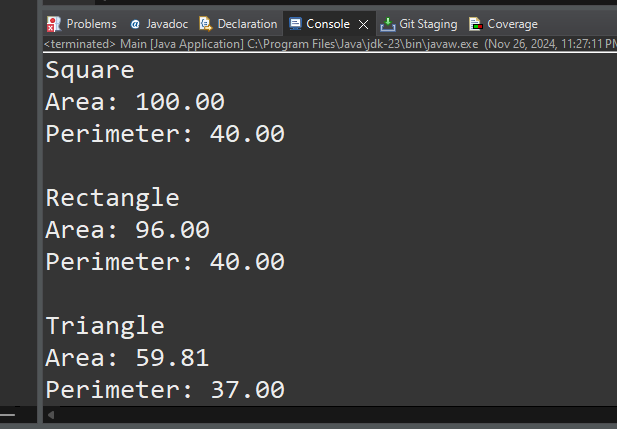 Problems @ Javadoc Declaration Console Git Staging Coverage
<terminated> Main [Java Application] C:\Program Files\Java\jdk-23\bin\javaw.exe (Nov 26, 2024, 11:27:11 PM
Square
Area: 100.00
Perimeter: 40.00
Rectangle
Area: 96.00
Perimeter: 40.00
Triangle
Area: 59.81
Perimeter: 37.00